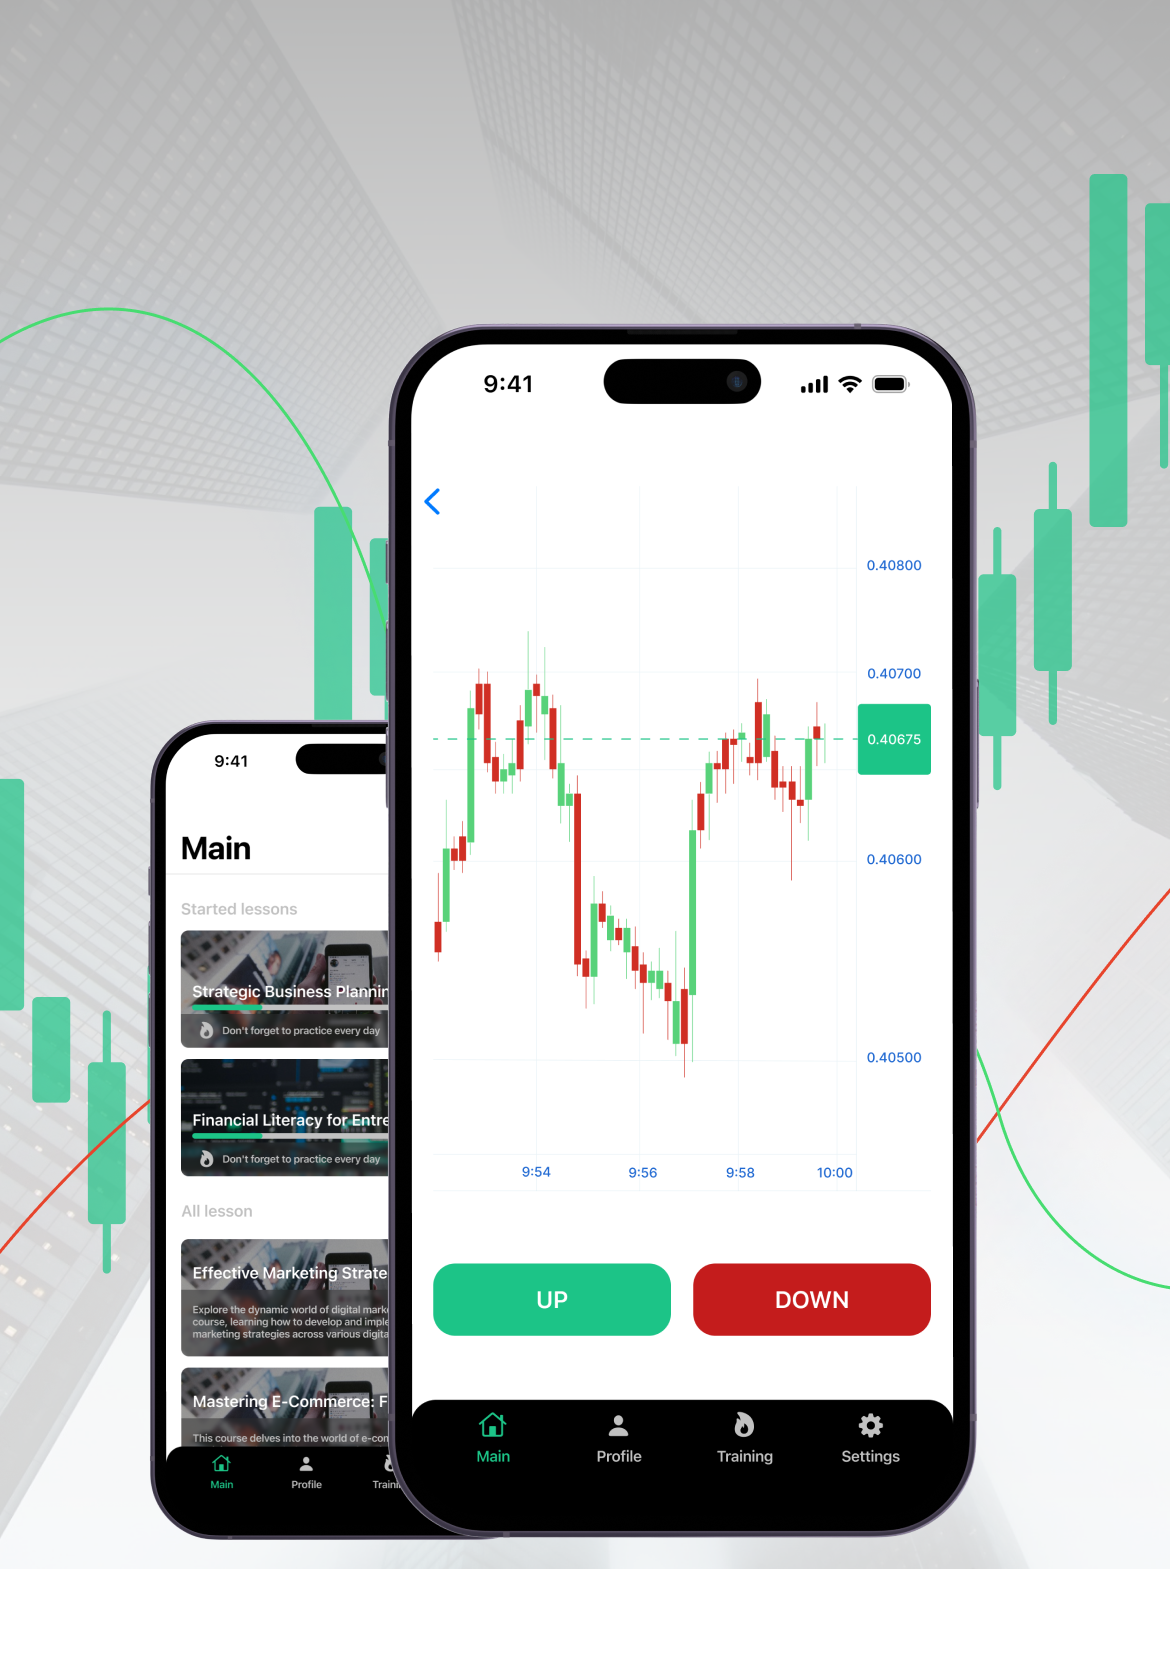 9:41
Main
Started lessons
Strategic Business Plannin
Don't forget to practice every day
Financial Literacy for Entre
Don't forget to practice every day
All lesson
Effective Marketing Strate
Explore the dynamic world of digital mark
course, learning how to develop and imple
marketing strategies across various digita
Mastering E-Commerce: F
This course delves into the world of e-con
Main
Profile
Trainin
9:41
0.40800
0.40700
0.40675
0.40600
0.40500
9:54
9:56
9:58
10:00
UP
DOWN
Main
Profile
Training
Settings